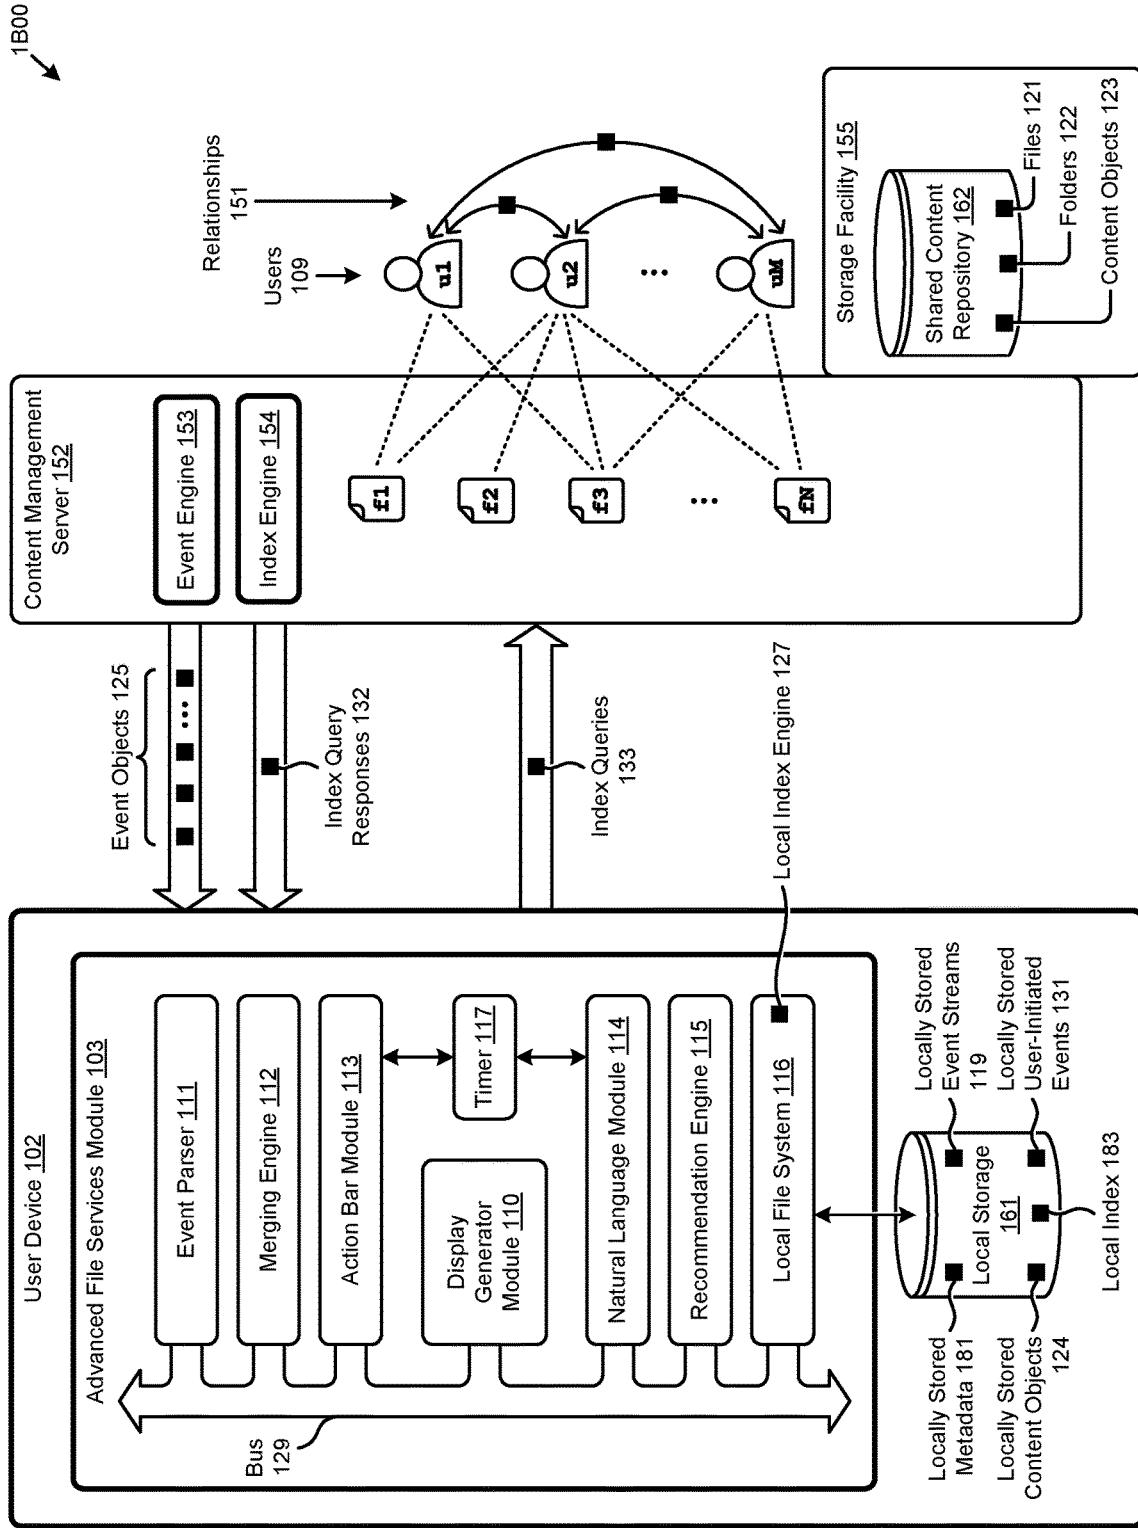 1B00
User Device 102
Advanced File Services Module 103
Event Parser 111
Merging Engine 112
Action Bar Module 113
Display
Generator
Module 110
Timer 117
Natural Language Module 114
Recommendation Engine 115
Local File System 116
Bus
129
Locally Stored
Metadata 181
Locally Stored
Event Streams
119
Local Storage
161
Locally Stored
Content Objects
124
Locally Stored
User-Initiated
Events 131
Local Index 183
Event Objects 125
...
Index Query
Responses 132
Index Queries
133
Local Index Engine 127
Content Management
Server 152
Event Engine 153
Index Engine 154
f1
f2
f3
...
fN
Users
109
Relationships
151
u1
u2
...
uM
Storage Facility 155
Shared Content
Repository 162
Files 121
Folders 122
Content Objects 123